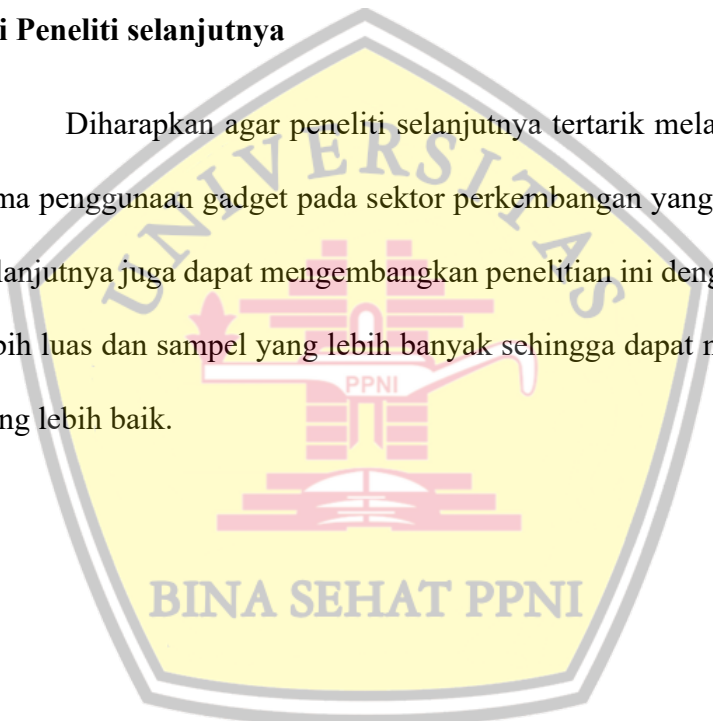 i Peneliti selanjutnya
Diharapkan agar peneliti selanjutnya tertarik mela
ma penggunaan gadget pada sektor perkembangan yang
lanjutnya juga dapat mengembangkan penelitian ini deng
bih luas dan sampel yang lebih banyak sehingga dapat m
ng lebih baik.
UNIVERSITAS
PPNI
BINA SEHAT PPNI